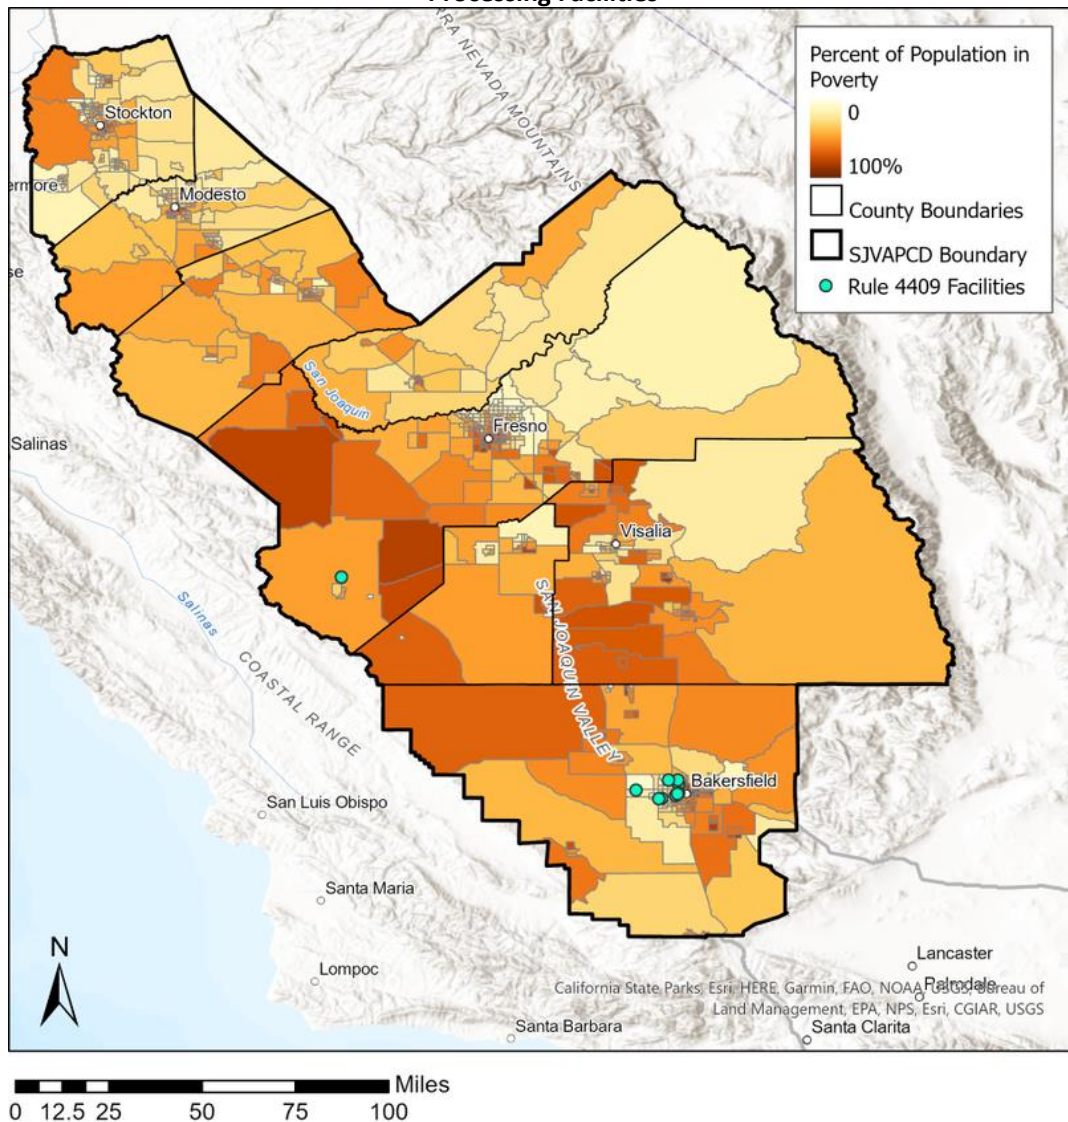 Processing Facilities
RRA NEVADA MOUNTAINS
Percent of Population in
Poverty
0
100%
County Boundaries
SJVAPCD Boundary
Rule 4409 Facilities
Stockton
ermore
Modesto
se
San Joaquin
Fresno
Salinas
Visalia
SAN JOAQUIN VALLEY
Salinas
COASTAL RANGE
Bakersfield
San Luis Obispo
Santa Maria
N
Lompoc
Lancaster
Palmdale
California State Parks, Esri, HERE, Garmin, FAO, NOAA, USGS, Bureau of
Land Management, EPA, NPS, Esri, CGIAR, USGS
Santa Barbara
Santa Clarita
Miles
0 12.5 25 50 75 100